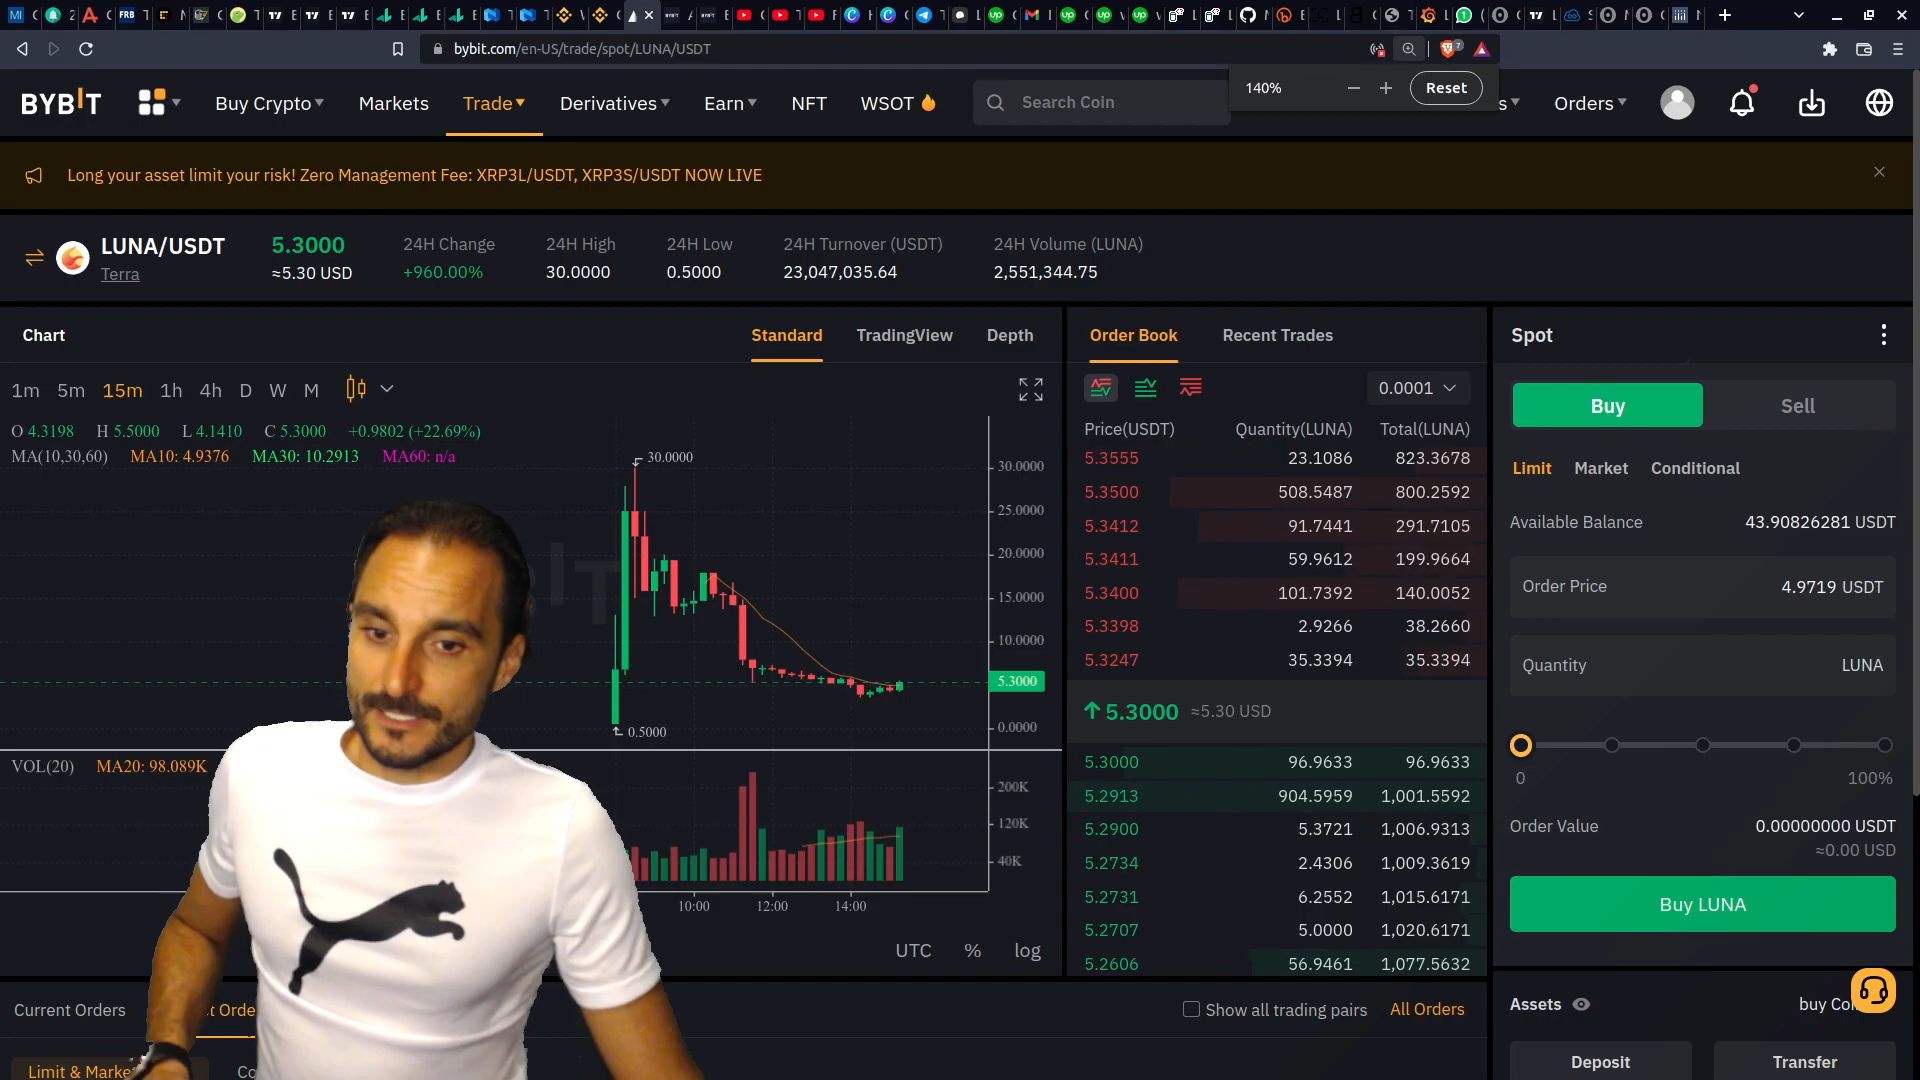 bybit.com/en-US/trade/spot/LUNA/USDT
140%
Reset
BYBIT
Buy Crypto
Markets
Trade
Derivatives
Earn
NFT
WSOT
Search Coin
Orders
Long your asset limit your risk! Zero Management Fee: XRP3L/USDT, XRP3S/USDT NOW LIVE
LUNA/USDT
Terra
5.3000
≈5.30 USD
24H Change
+960.00%
24H High
30.0000
24H Low
0.5000
24H Turnover (USDT)
23,047,035.64
24H Volume (LUNA)
2,551,344.75
Chart
Standard
TradingView
Depth
1m 5m 15m 1h 4h D W M
O 4.3198 H 5.5000 L 4.1410 C 5.3000 +0.9802 (+22.69%)
MA(10,30,60) MA10: 4.9376 MA30: 10.2913 MA60: n/a
30.0000
30.0000
25.0000
20.0000
15.0000
10.0000
5.3000
0.0000
0.5000
VOL(20) MA20: 98.089K
200K
120K
40K
10:00 12:00 14:00
UTC % log
Order Book
Recent Trades
0.0001
Price(USDT) Quantity(LUNA) Total(LUNA)
5.3555 23.1086 823.3678
5.3500 508.5487 800.2592
5.3412 91.7441 291.7105
5.3411 59.9612 199.9664
5.3400 101.7392 140.0052
5.3398 2.9266 38.2660
5.3247 35.3394 35.3394
5.3000 ≈5.30 USD
5.3000 96.9633 96.9633
5.2913 904.5959 1,001.5592
5.2900 5.3721 1,006.9313
5.2734 2.4306 1,009.3619
5.2731 6.2552 1,015.6171
5.2707 5.0000 1,020.6171
5.2606 56.9461 1,077.5632
Spot
Buy
Sell
Limit Market Conditional
Available Balance 43.90826281 USDT
Order Price 4.9719 USDT
Quantity LUNA
0 100%
Order Value 0.00000000 USDT
≈0.00 USD
Buy LUNA
Assets
buy
Deposit
Transfer
Current Orders
Show all trading pairs
All Orders
Limit &